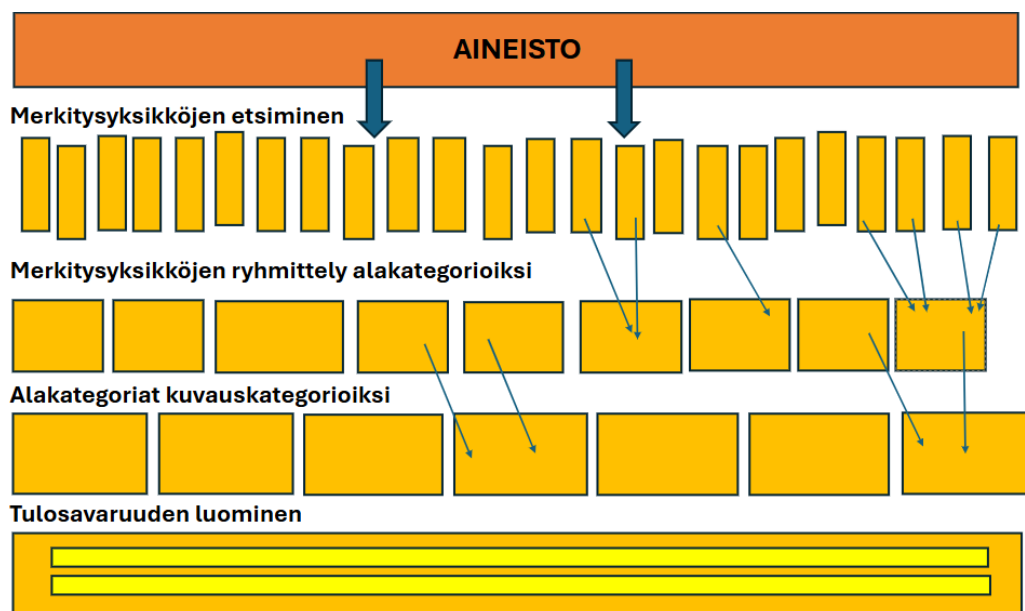 AINEISTO
Merkitysyksikköjen etsiminen
Merkitysyksikköjen ryhmittely alakategorioiksi
Alakategoriat kuvauskategorioiksi
Tulosavaruuden luominen